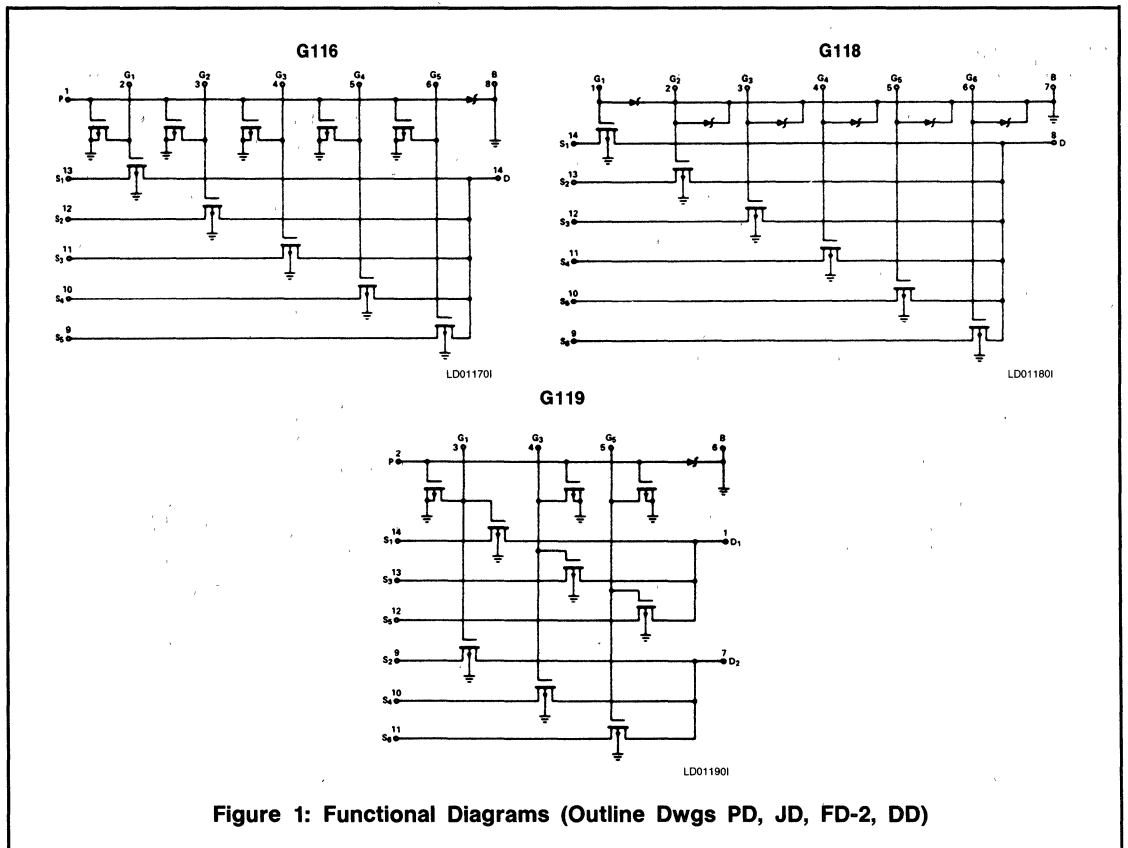 G116
G1 G2 G3 G4 G5 B
2 3 4 5 6 8
P 1
S1 13
14 D
S2 12
S3 11
S4 10
S5 9
LD01170I
G118
G1 G2 G3 G4 G5 G6 B
1 2 3 4 5 6 7
S1 14
8 D
S2 13
S3 12
S4 11
S5 10
S6 9
LD01180I
G119
G1 G3 G5 B
3 4 5 6
P 2
S1 14
1 D1
S3 13
S5 12
S2 9
7 D2
S4 10
S6 11
LD01190I
Figure 1: Functional Diagrams (Outline Dwgs PD, JD, FD-2, DD)